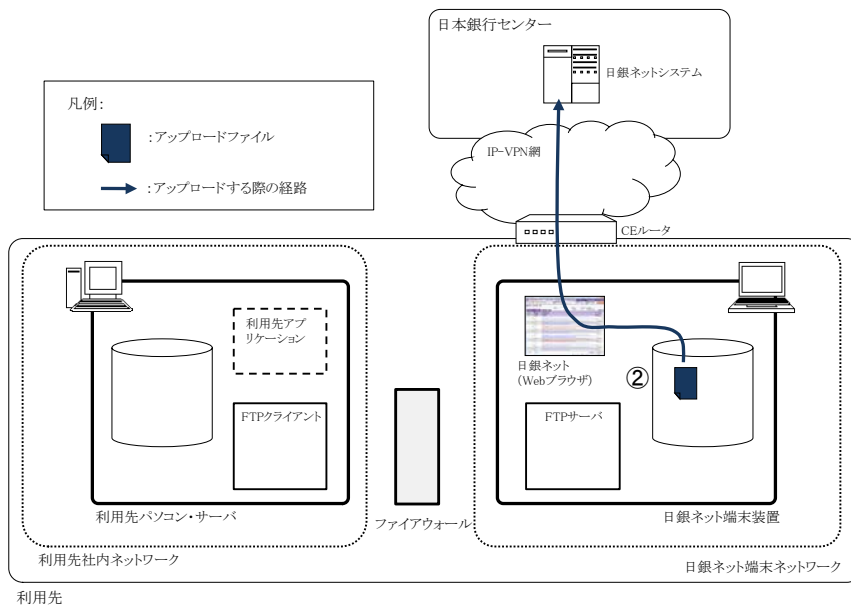 日本銀行センター
日銀ネットシステム
凡例:
:アップロードファイル
:アップロードする際の経路
IP-VPN網
CEルータ
利用先アプ
リケーション
日銀ネット
(Webブラウザ)
②
FTPクライアント
FTPサーバ
利用先パソコン・サーバ
ファイアウォール
日銀ネット端末装置
利用先社内ネットワーク
日銀ネット端末ネットワーク
利用先